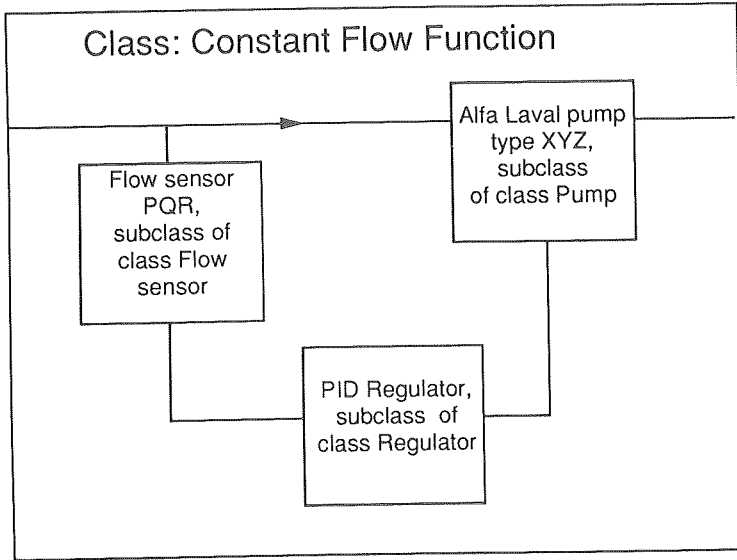 Class: Constant Flow Function
Alfa Laval pump
type XYZ,
subclass
of class Pump
Flow sensor
PQR,
subclass of
class Flow
sensor
PID Regulator,
subclass of
class Regulator